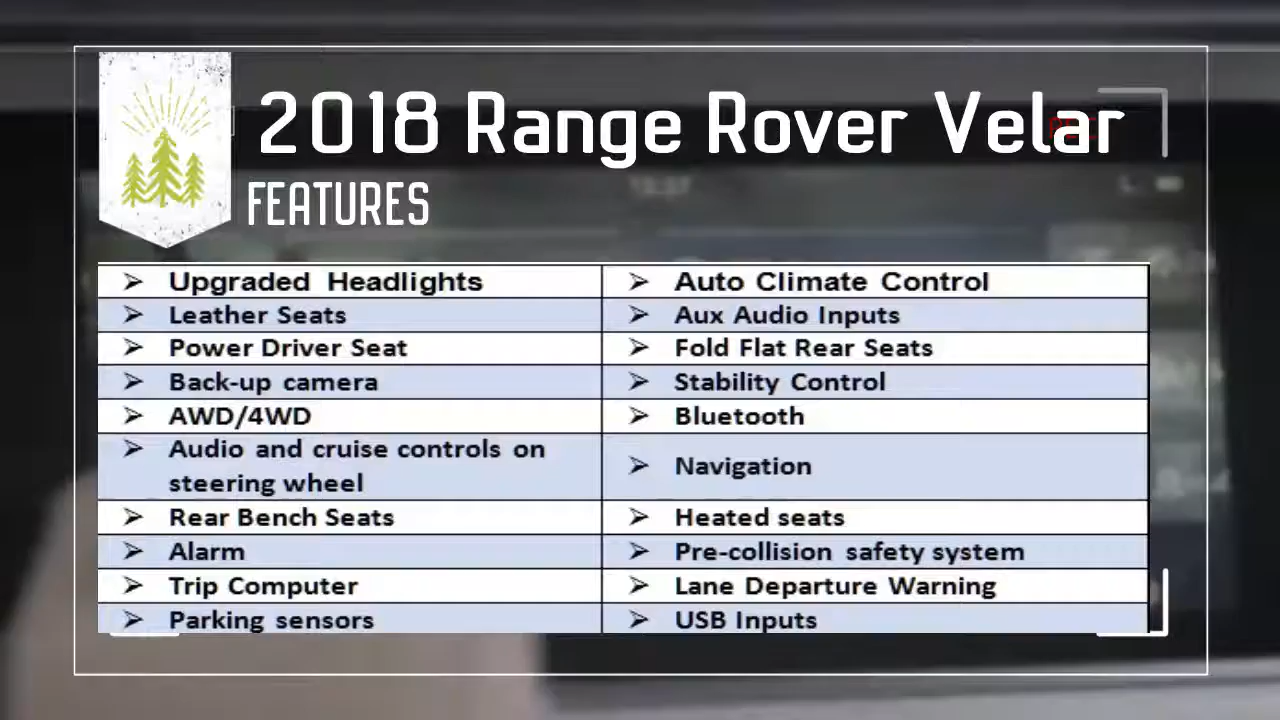 2018 Range Rover Velar
REC
FEATURES
13:37
➢ Upgraded Headlights
➢ Auto Climate Control
➢ Leather Seats
➢ Aux Audio Inputs
➢ Power Driver Seat
➢ Fold Flat Rear Seats
➢ Back-up camera
➢ Stability Control
➢ AWD/4WD
➢ Bluetooth
➢ Audio and cruise controls on
steering wheel
➢ Navigation
➢ Rear Bench Seats
➢ Heated seats
➢ Alarm
➢ Pre-collision safety system
➢ Trip Computer
➢ Lane Departure Warning
➢ Parking sensors
➢ USB Inputs